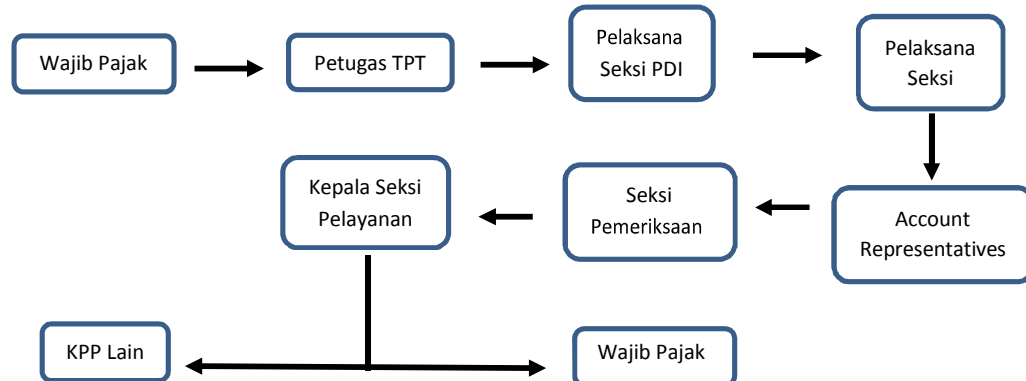 Wajib Pajak
Petugas TPT
Pelaksana
Seksi PDI
Pelaksana
Seksi
Kepala Seksi
Pelayanan
Seksi
Pemeriksaan
Account
Representatives
KPP Lain
Wajib Pajak